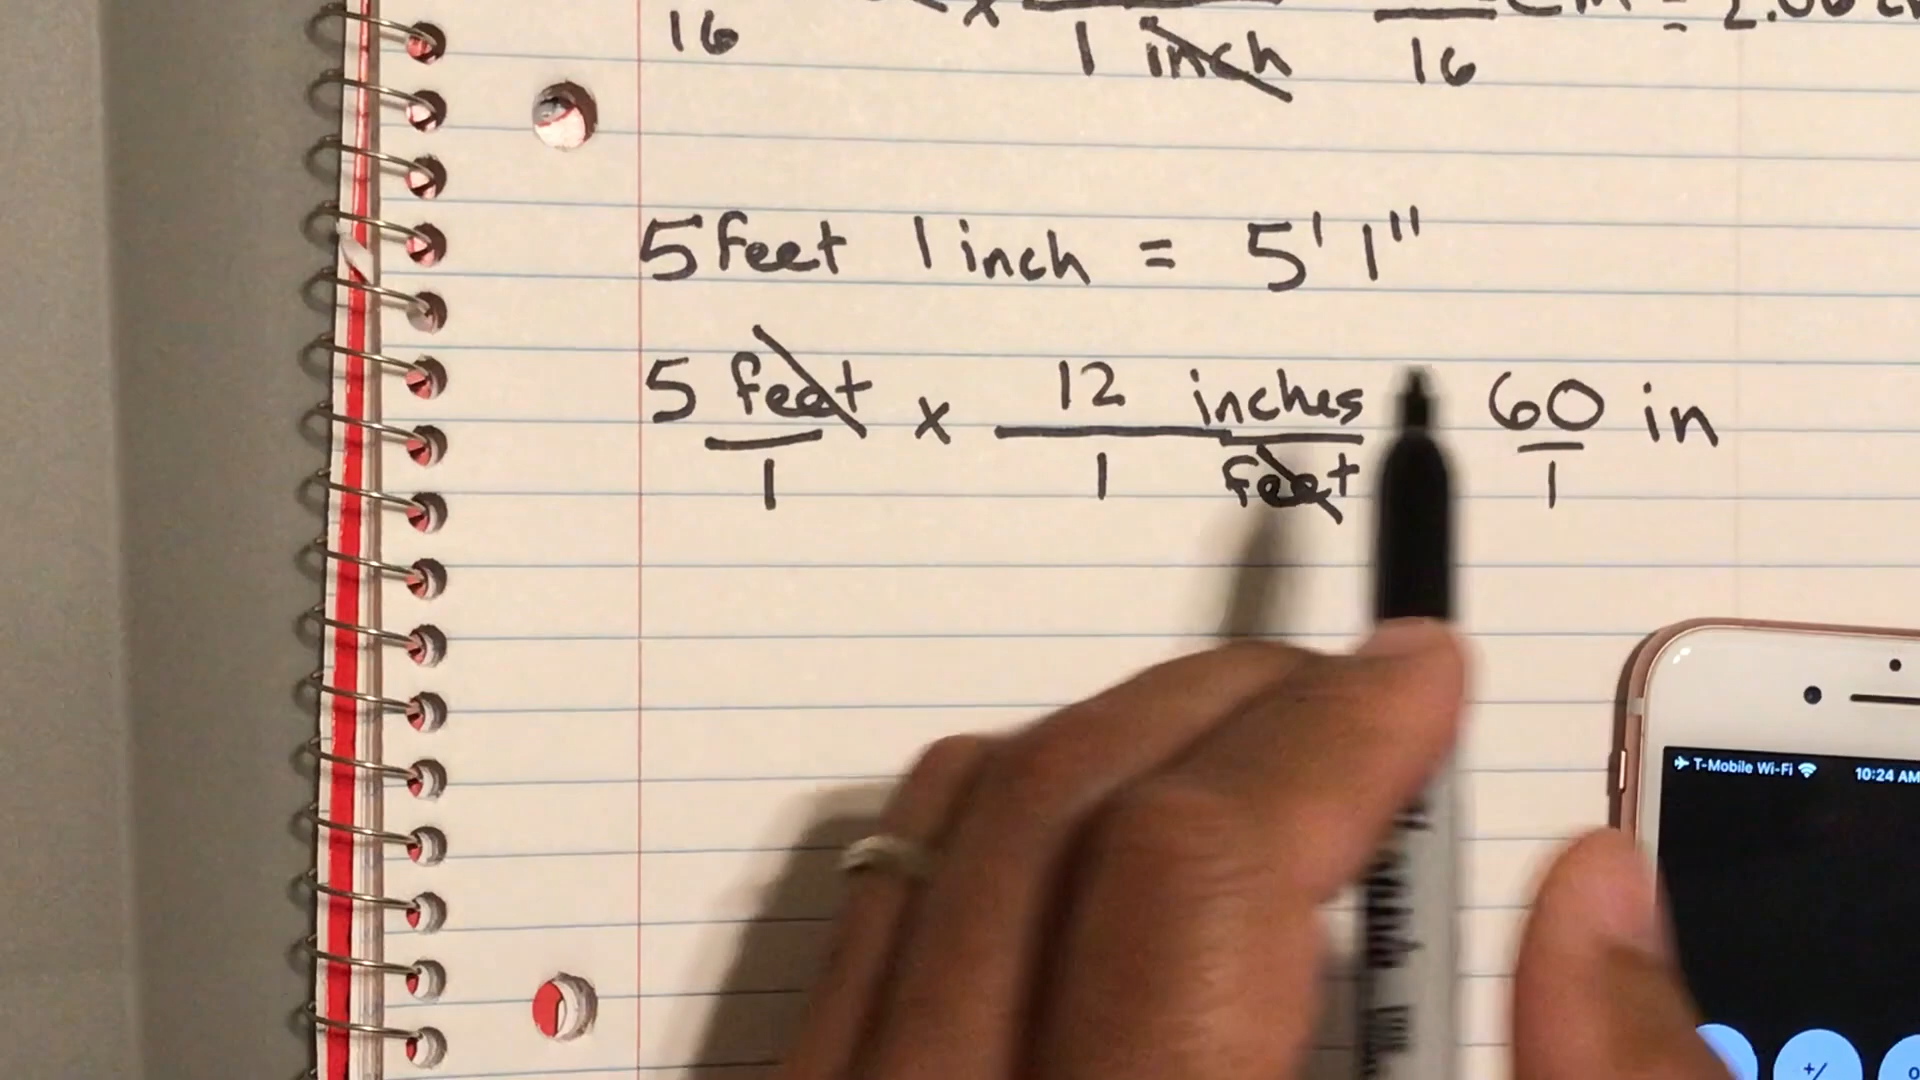 16 x 1 inch 16
5 feet 1 inch = 5' 1"
5 feet x 12 inches 60 in
1 1 feet 1
T-Mobile Wi-Fi 10:24 AM
+/